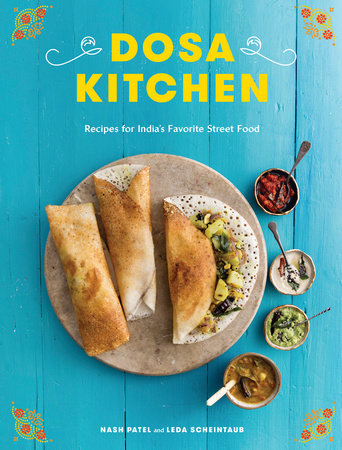 DOSA
KITCHEN
Recipes for India's Favorite Street Food
NASH PATEL and LEDA SCHEINTAUB